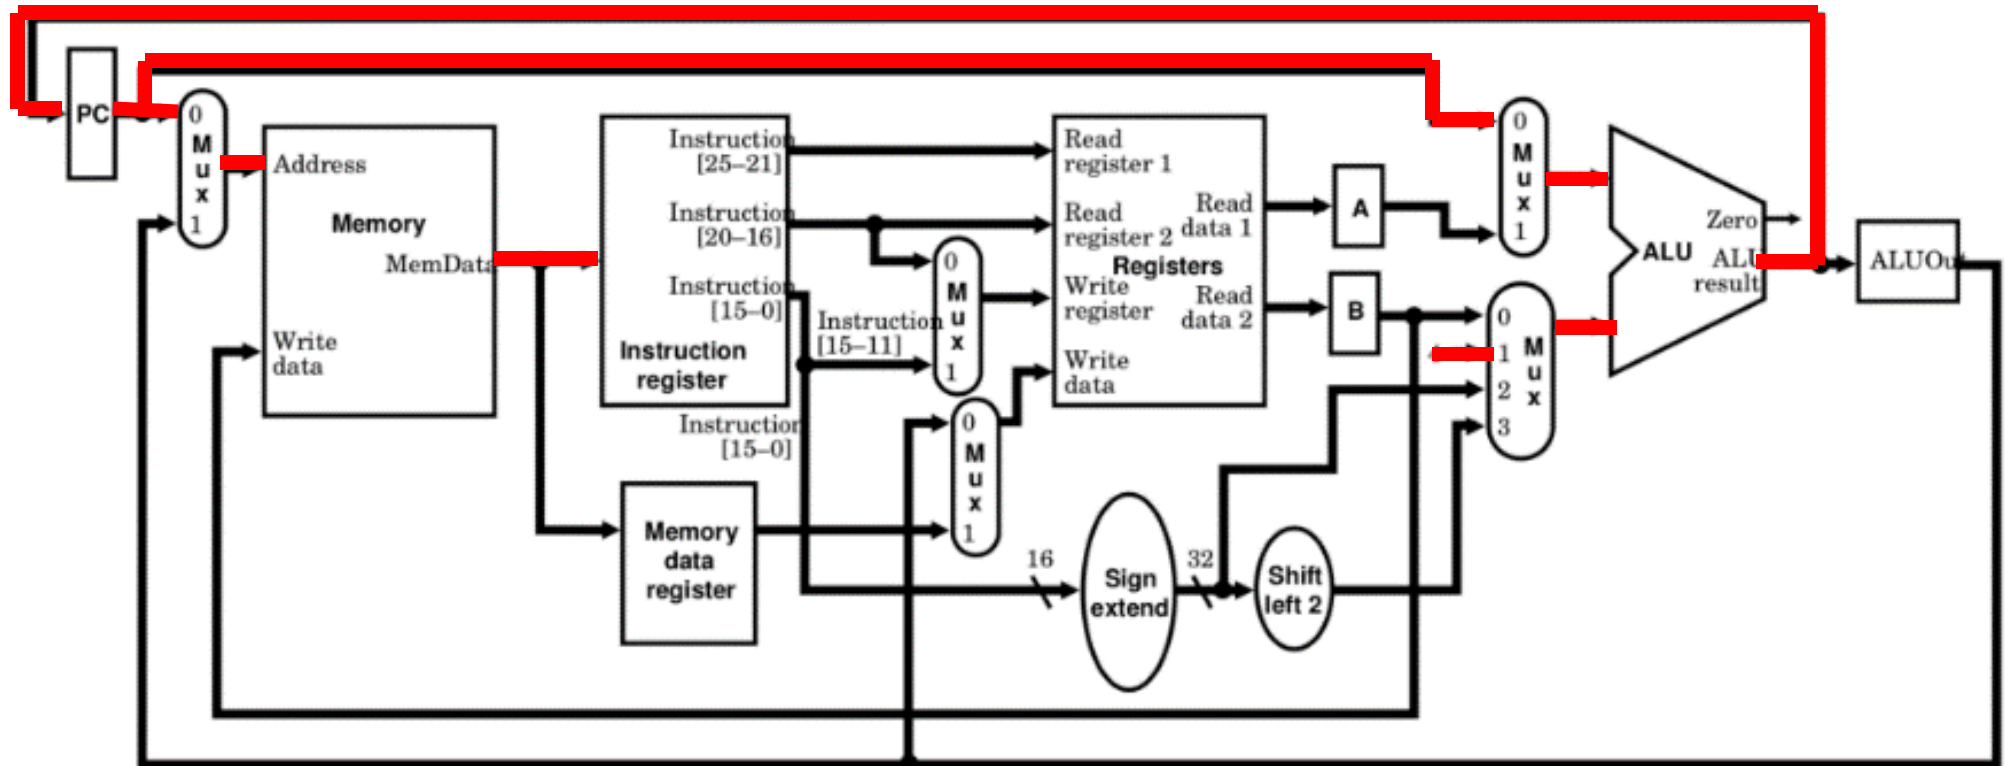 PC
0
M
u
x
1
Address
Memory
MemData
Write
data
Instruction
[25–21]
Instruction
[20–16]
Instruction
[15–0]
Instruction
register
Instruction
[15–11]
Instruction
[15–0]
Memory
data
register
0
M
u
x
1
0
M
u
x
1
Read
register 1
Read
register 2
Read
data 1
Registers
Write
register
Read
data 2
Write
data
16
Sign
extend
32
Shift
left 2
A
B
0
M
u
x
1
0
1
2
3
M
u
x
Zero
ALU
ALU
result
ALUOut